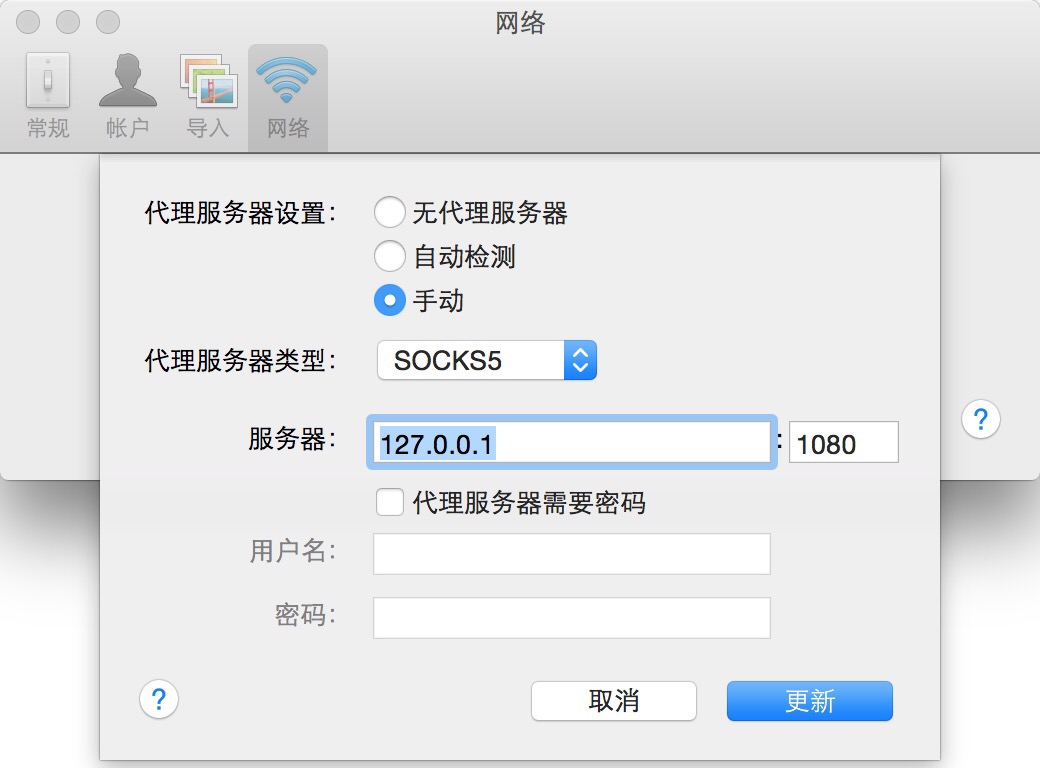 网络
常规 帐户 导入 网络
代理服务器设置: 无代理服务器
自动检测
手动
代理服务器类型: SOCKS5
服务器: 127.0.0.1 : 1080
?
代理服务器需要密码
用户名:
密码:
? 取消 更新